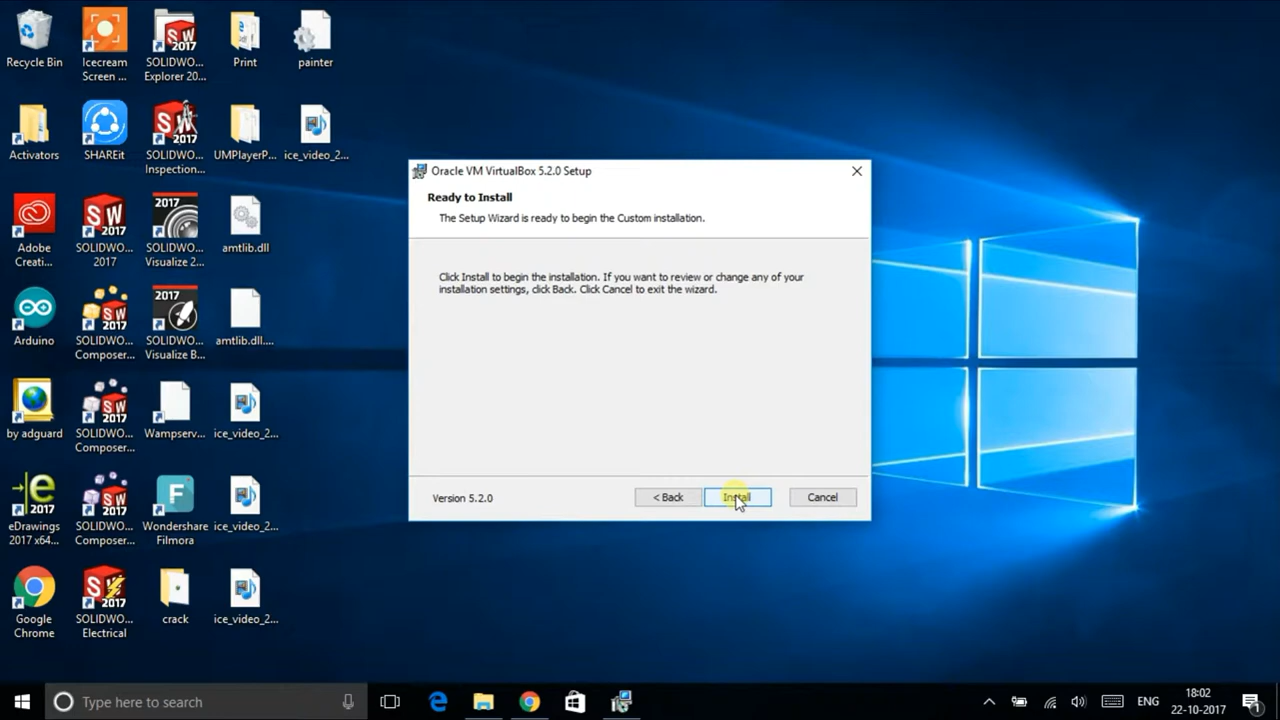 Recycle Bin
Icecream
Screen ...
SOLIDWO...
Explorer 20...
Print
painter
Activators
SHAREit
SOLIDWO...
Inspection...
UMPlayerP...
ice_video_2...
Adobe
Creati...
SOLIDWO...
2017
SOLIDWO...
Visualize 2...
amtlib.dll
Arduino
SOLIDWO...
Composer...
SOLIDWO...
Visualize B...
amtlib.dll....
by adguard
SOLIDWO...
Composer...
Wampserv...
ice_video_2...
eDrawings
2017 x64...
SOLIDWO...
Composer...
Wondershare
Filmora
ice_video_2...
Google
Chrome
SOLIDWO...
Electrical
crack
ice_video_2...
Oracle VM VirtualBox 5.2.0 Setup
Ready to Install
The Setup Wizard is ready to begin the Custom installation.
Click Install to begin the installation. If you want to review or change any of your
installation settings, click Back. Click Cancel to exit the wizard.
Version 5.2.0
< Back
Install
Cancel
Type here to search
ENG
18:02
22-10-2017
1